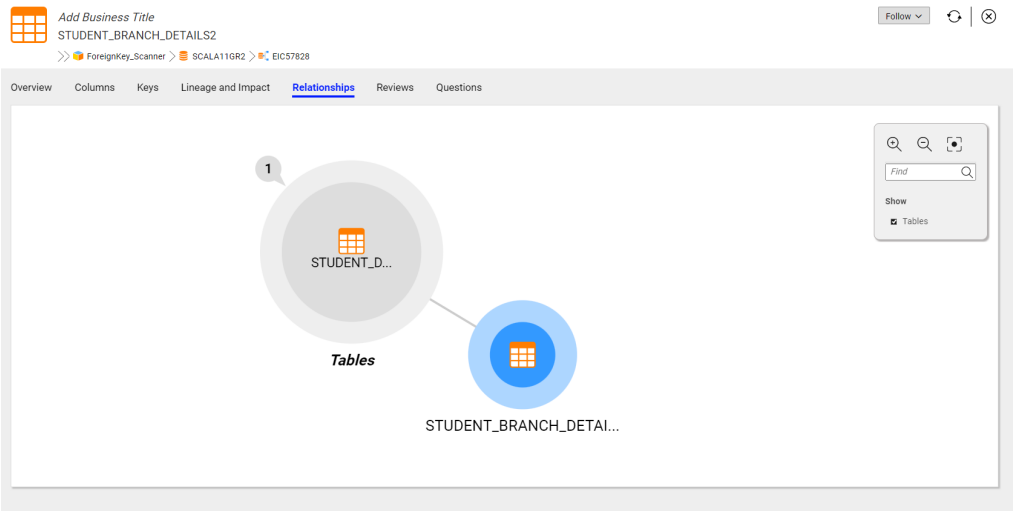 Add Business Title
STUDENT_BRANCH_DETAILS2
ForeignKey_Scanner SCALA11GR2 EIC57828
Follow
Overview Columns Keys Lineage and Impact Relationships Reviews Questions
1
STUDENT_D...
Tables
STUDENT_BRANCH_DETAI...
Find
Show
Tables